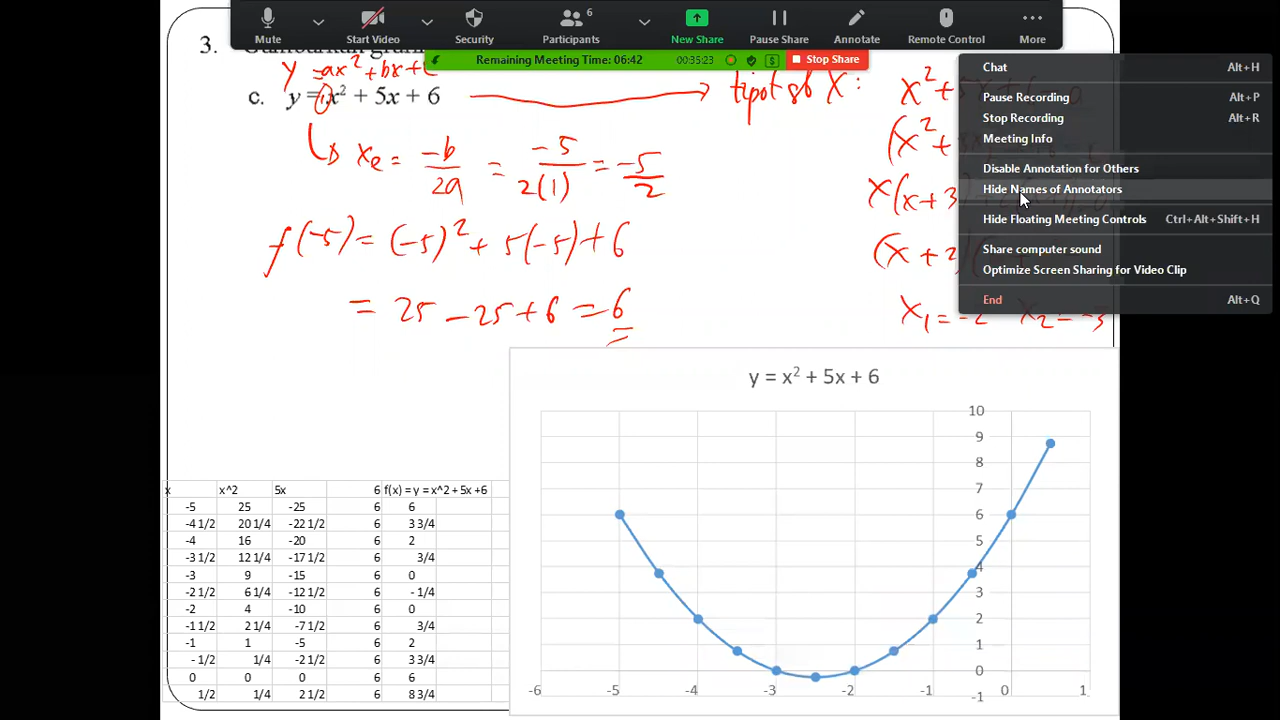 Mute
Start Video
Security
6
Participants
New Share
Pause Share
Annotate
Remote Control
More
Remaining Meeting Time: 06:42
00:35:23
Stop Share
Chat Alt+H
Pause Recording Alt+P
Stop Recording Alt+R
Meeting Info
Disable Annotation for Others
Hide Names of Annotators
Hide Floating Meeting Controls Ctrl+Alt+Shift+H
Share computer sound
Optimize Screen Sharing for Video Clip
End Alt+Q
3.
y = ax² + bx + c
c. y = x² + 5x + 6
tipot sb X :
xe = -b/2a = -5/2(1) = -5/2
f(-5) = (-5)² + 5(-5) + 6
= 25 - 25 + 6 = 6
x² +
(x² +
x(x+3)
(x + 2)
x₁ = -2 x₂ = -3
y = x² + 5x + 6
10
9
8
7
6
5
4
3
2
1
0
-1
-6 -5 -4 -3 -2 -1 0 1
x x^2 5x 6 f(x) = y = x^2 + 5x +6
-5 25 -25 6 6
-4 1/2 20 1/4 -22 1/2 6 3 3/4
-4 16 -20 6 2
-3 1/2 12 1/4 -17 1/2 6 3/4
-3 9 -15 6 0
-2 1/2 6 1/4 -12 1/2 6 - 1/4
-2 4 -10 6 0
-1 1/2 2 1/4 -7 1/2 6 3/4
-1 1 -5 6 2
- 1/2 1/4 -2 1/2 6 3 3/4
0 0 0 6 6
1/2 1/4 2 1/2 6 8 3/4